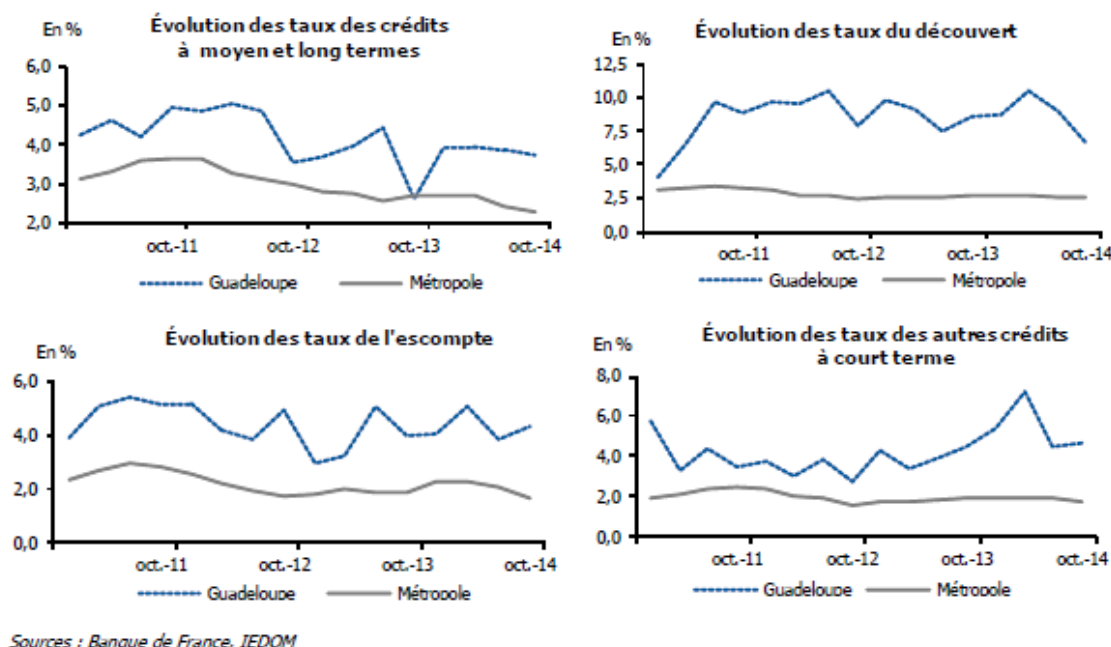 Évolution des taux des crédits
à moyen et long termes
En %
6,0
5,0
4,0
3,0
2,0
oct.-11
oct.-12
oct.-13
oct.-14
Guadeloupe
Métropole
Évolution des taux du découvert
En %
12,5
10,0
7,5
5,0
2,5
0,0
oct.-11
oct.-12
oct.-13
oct.-14
Guadeloupe
Métropole
Évolution des taux de l'escompte
En %
6,0
4,0
2,0
0,0
oct.-11
oct.-12
oct.-13
oct.-14
Guadeloupe
Métropole
Évolution des taux des autres crédits
à court terme
En %
8,0
6,0
4,0
2,0
0,0
oct.-11
oct.-12
oct.-13
oct.-14
Guadeloupe
Métropole
Sources : Banque de France, IEDOM